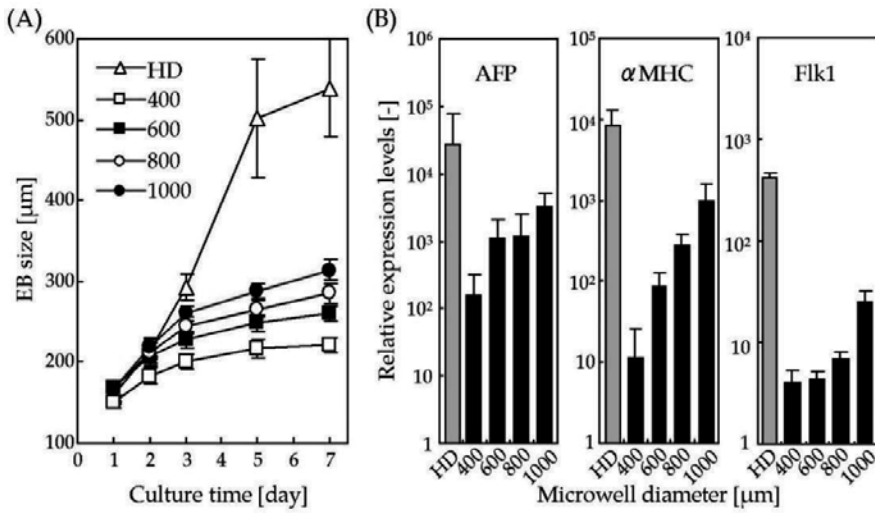 (A)
600
500
400
300
200
100
EB size [μm]
HD
400
600
800
1000
0 1 2 3 4 5 6 7
Culture time [day]
(B)
Relative expression levels [-]
AFP
10⁶
10⁵
10⁴
10³
10²
10
1
HD 400 600 800 1000
αMHC
10⁵
10⁴
10³
10²
10
1
HD 400 600 800 1000
Flk1
10⁴
10³
10²
10
1
HD 400 600 800 1000
Microwell diameter [μm]